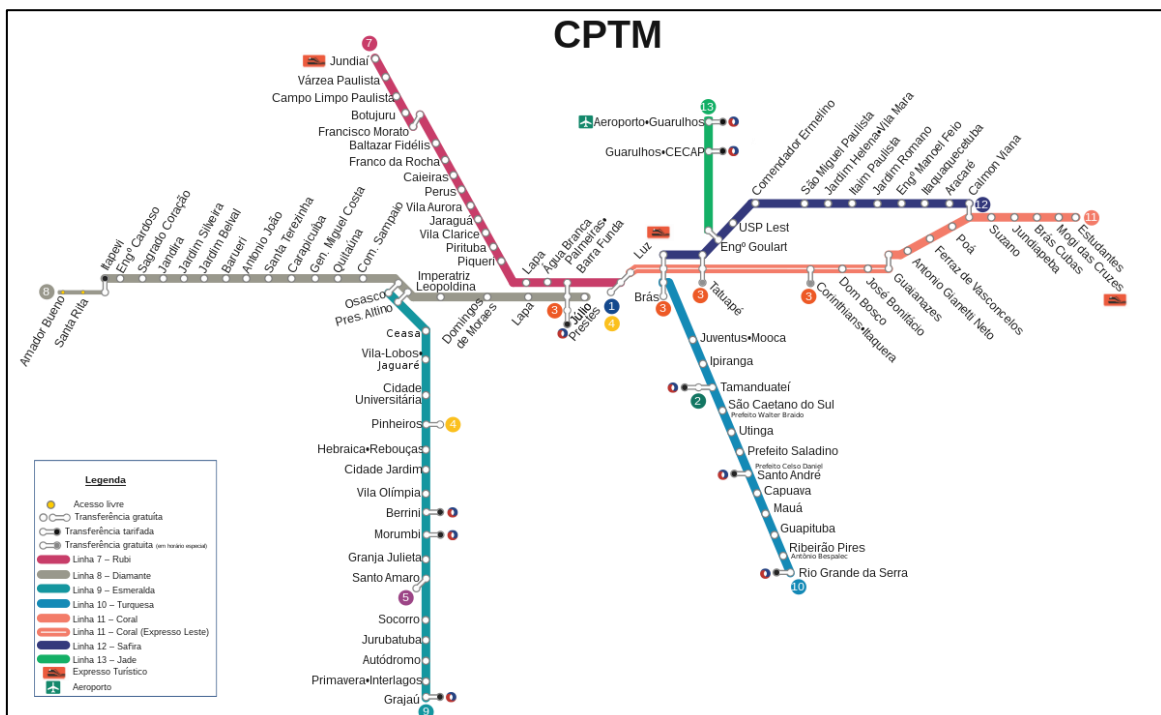 CPTM
7
Jundiaí
Várzea Paulista
Campo Limpo Paulista
Botujuru
Francisco Morato
Baltazar Fidélis
Franco da Rocha
Caieiras
Perus
Vila Aurora
Jaraguá
Vila Clarice
Pirituba
Piqueri
Lapa
Água Branca
Palmeiras•
Barra Funda
13
Aeroporto•Guarulhos
Guarulhos•CECAP
Engº Goulart
USP Lest
Comendador Ermelino
São Miguel Paulista
Jardim Helena•Vila Mara
Itaim Paulista
Jardim Romano
Engº Manoel Feio
Itaquaquecetuba
Aracaré
Calmon Viana
12
11
Estudantes
Mogi das Cruzes
Brás Cubas
Jundiapeba
Suzano
Poá
Ferraz de Vasconcelos
Antonio Gianetti Neto
Guaianazes
José Bonifácio
Dom Bosco
Corinthians•Itaquera
3
Tatuapé
3
Brás
3
Luz
1
4
8
Amador Bueno
Santa Rita
Itapevi
Engº Cardoso
Sagrado Coração
Jandira
Jardim Silveira
Jardim Belval
Barueri
Antonio João
Santa Terezinha
Carapicuíba
Gen. Miguel Costa
Quitaúna
Com. Sampaio
Osasco
Pres. Altino
Imperatriz
Leopoldina
Domingos
de Moraes
Lapa
3
Júlio
Prestes
Ceasa
Vila-Lobos•
Jaguaré
Cidade
Universitária
Pinheiros
4
Hebraica•Rebouças
Cidade Jardim
Vila Olímpia
Berrini
Morumbi
Granja Julieta
Santo Amaro
5
Socorro
Jurubatuba
Autódromo
Primavera•Interlagos
Grajaú
9
Juventus•Mooca
Ipiranga
Tamanduateí
2
São Caetano do Sul
Prefeito Walter Braido
Utinga
Prefeito Saladino
Prefeito Celso Daniel
Santo André
Capuava
Mauá
Guapituba
Ribeirão Pires
Antônio Bespalec
Rio Grande da Serra
10
Legenda
Acesso livre
Transferência gratuíta
Transferência tarifada
Transferência gratuita (em horário especial)
Linha 7 – Rubi
Linha 8 – Diamante
Linha 9 – Esmeralda
Linha 10 – Turquesa
Linha 11 – Coral
Linha 11 – Coral (Expresso Leste)
Linha 12 – Safira
Linha 13 – Jade
Expresso Turístico
Aeroporto